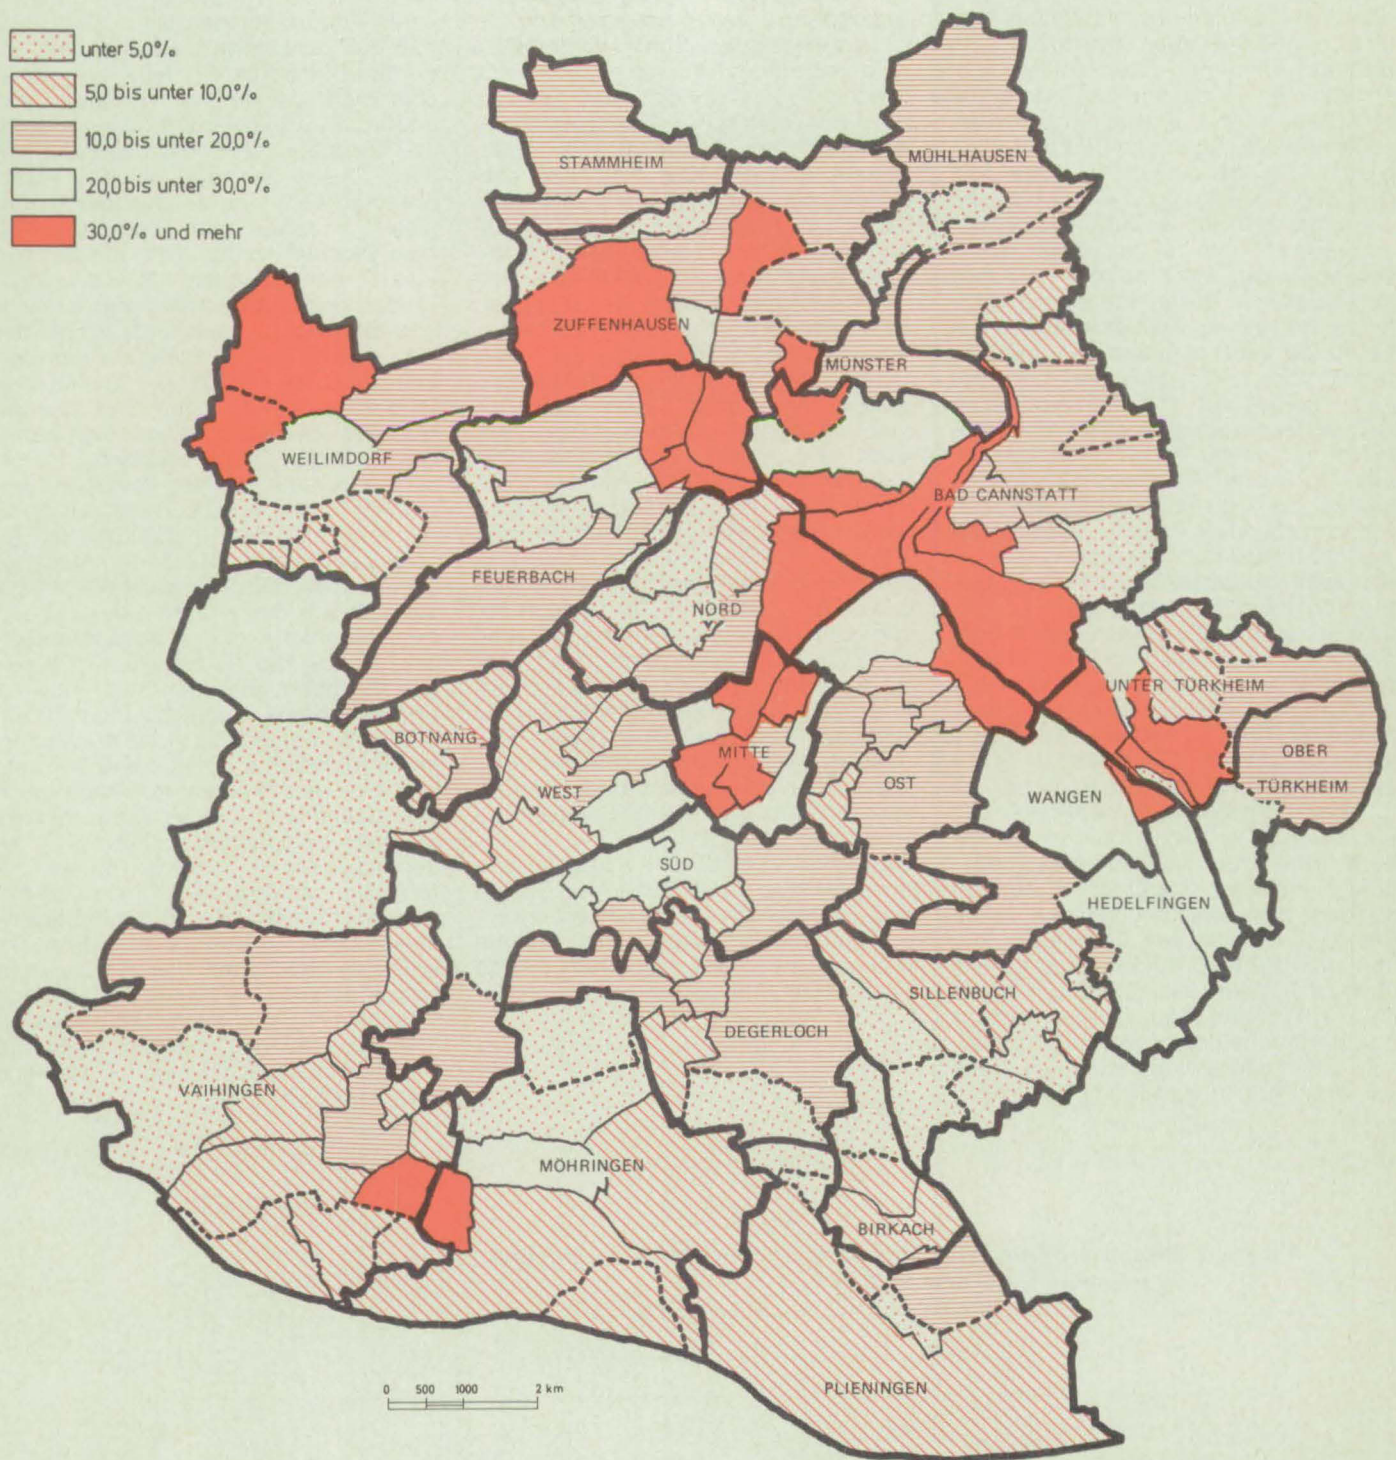 unter 5,0%
5,0 bis unter 10,0%
10,0 bis unter 20,0%
20,0 bis unter 30,0%
30,0% und mehr
STAMMHEIM
MÜHLHAUSEN
ZUFFENHAUSEN
MÜNSTER
WEILIMDORF
BAD CANNSTATT
FEUERBACH
NORD
UNTER TÜRKHEIM
BOTNANG
MITTE
OBER
TÜRKHEIM
WEST
OST
WANGEN
SÜD
HEDELFINGEN
SILLENBUCH
DEGERLOCH
VAIHINGEN
MÖHRINGEN
BIRKACH
PLIENINGEN
0 500 1000 2 km